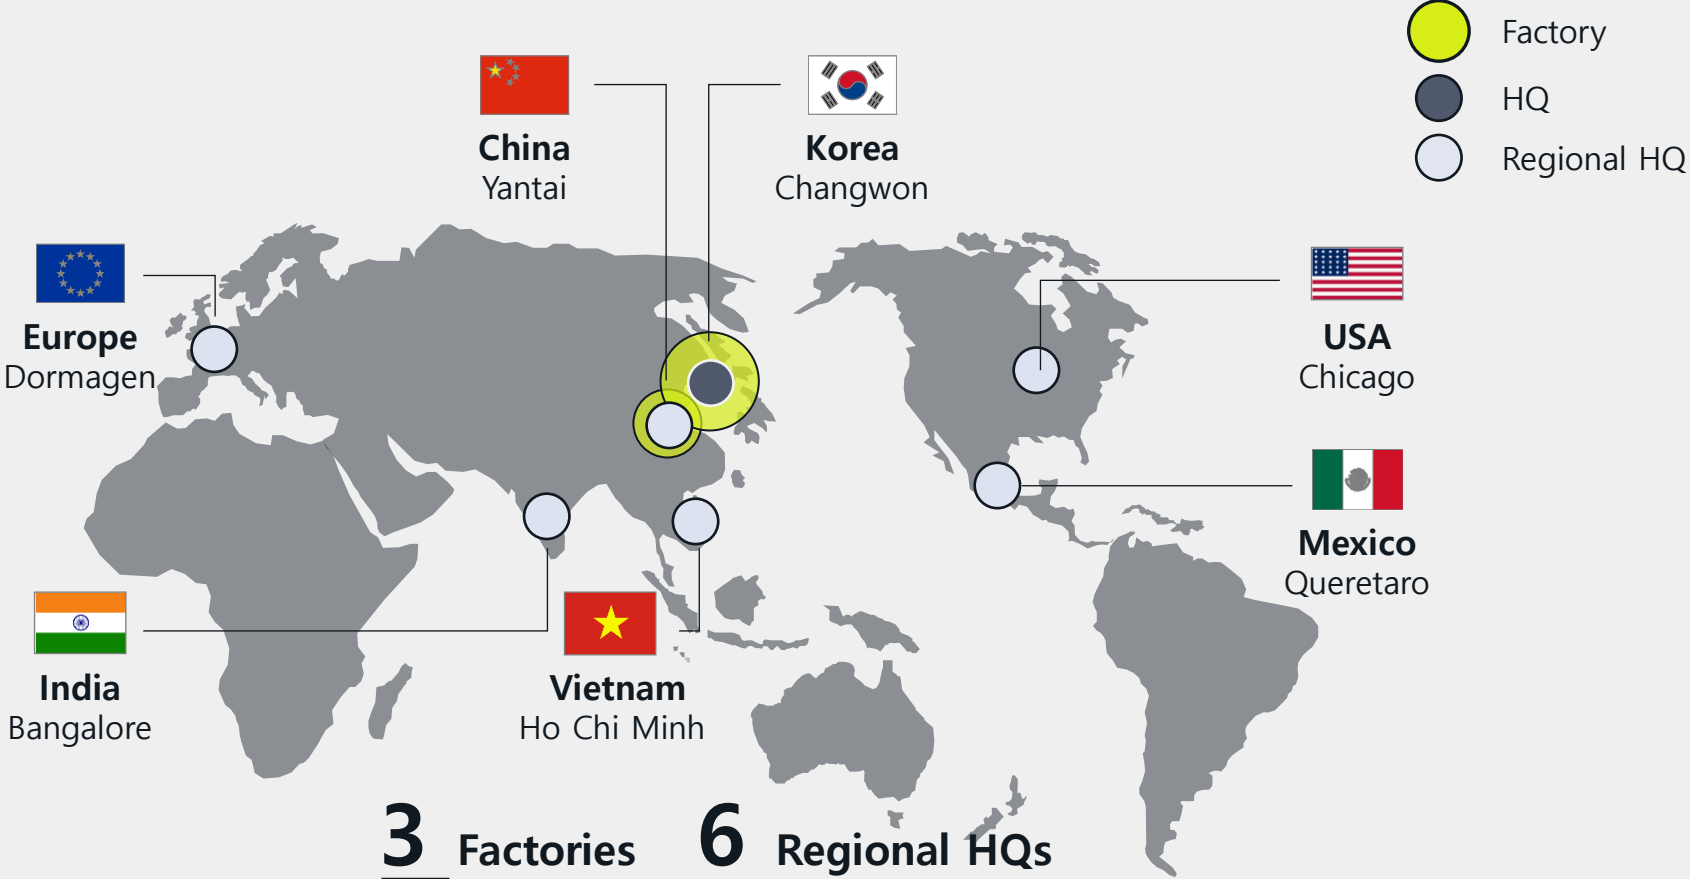 Factory
HQ
Regional HQ
China
Yantai
Korea
Changwon
Europe
Dormagen
USA
Chicago
Mexico
Queretaro
India
Bangalore
Vietnam
Ho Chi Minh
3 Factories 6 Regional HQs